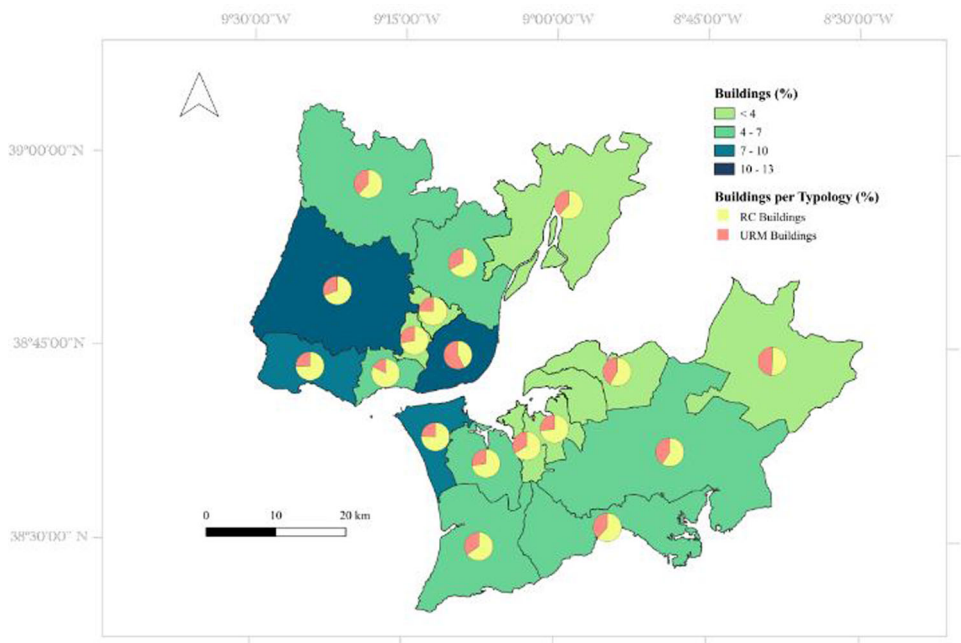 9°30'00"W 9°15'00"W 9°00'00"W 8°45'00"W 8°30'00"W
39°00'00"N
38°45'00"N
38°30'00" N
Buildings (%)
< 4
4 - 7
7 - 10
10 - 13
Buildings per Typology (%)
RC Buildings
URM Buildings
0 10 20 km